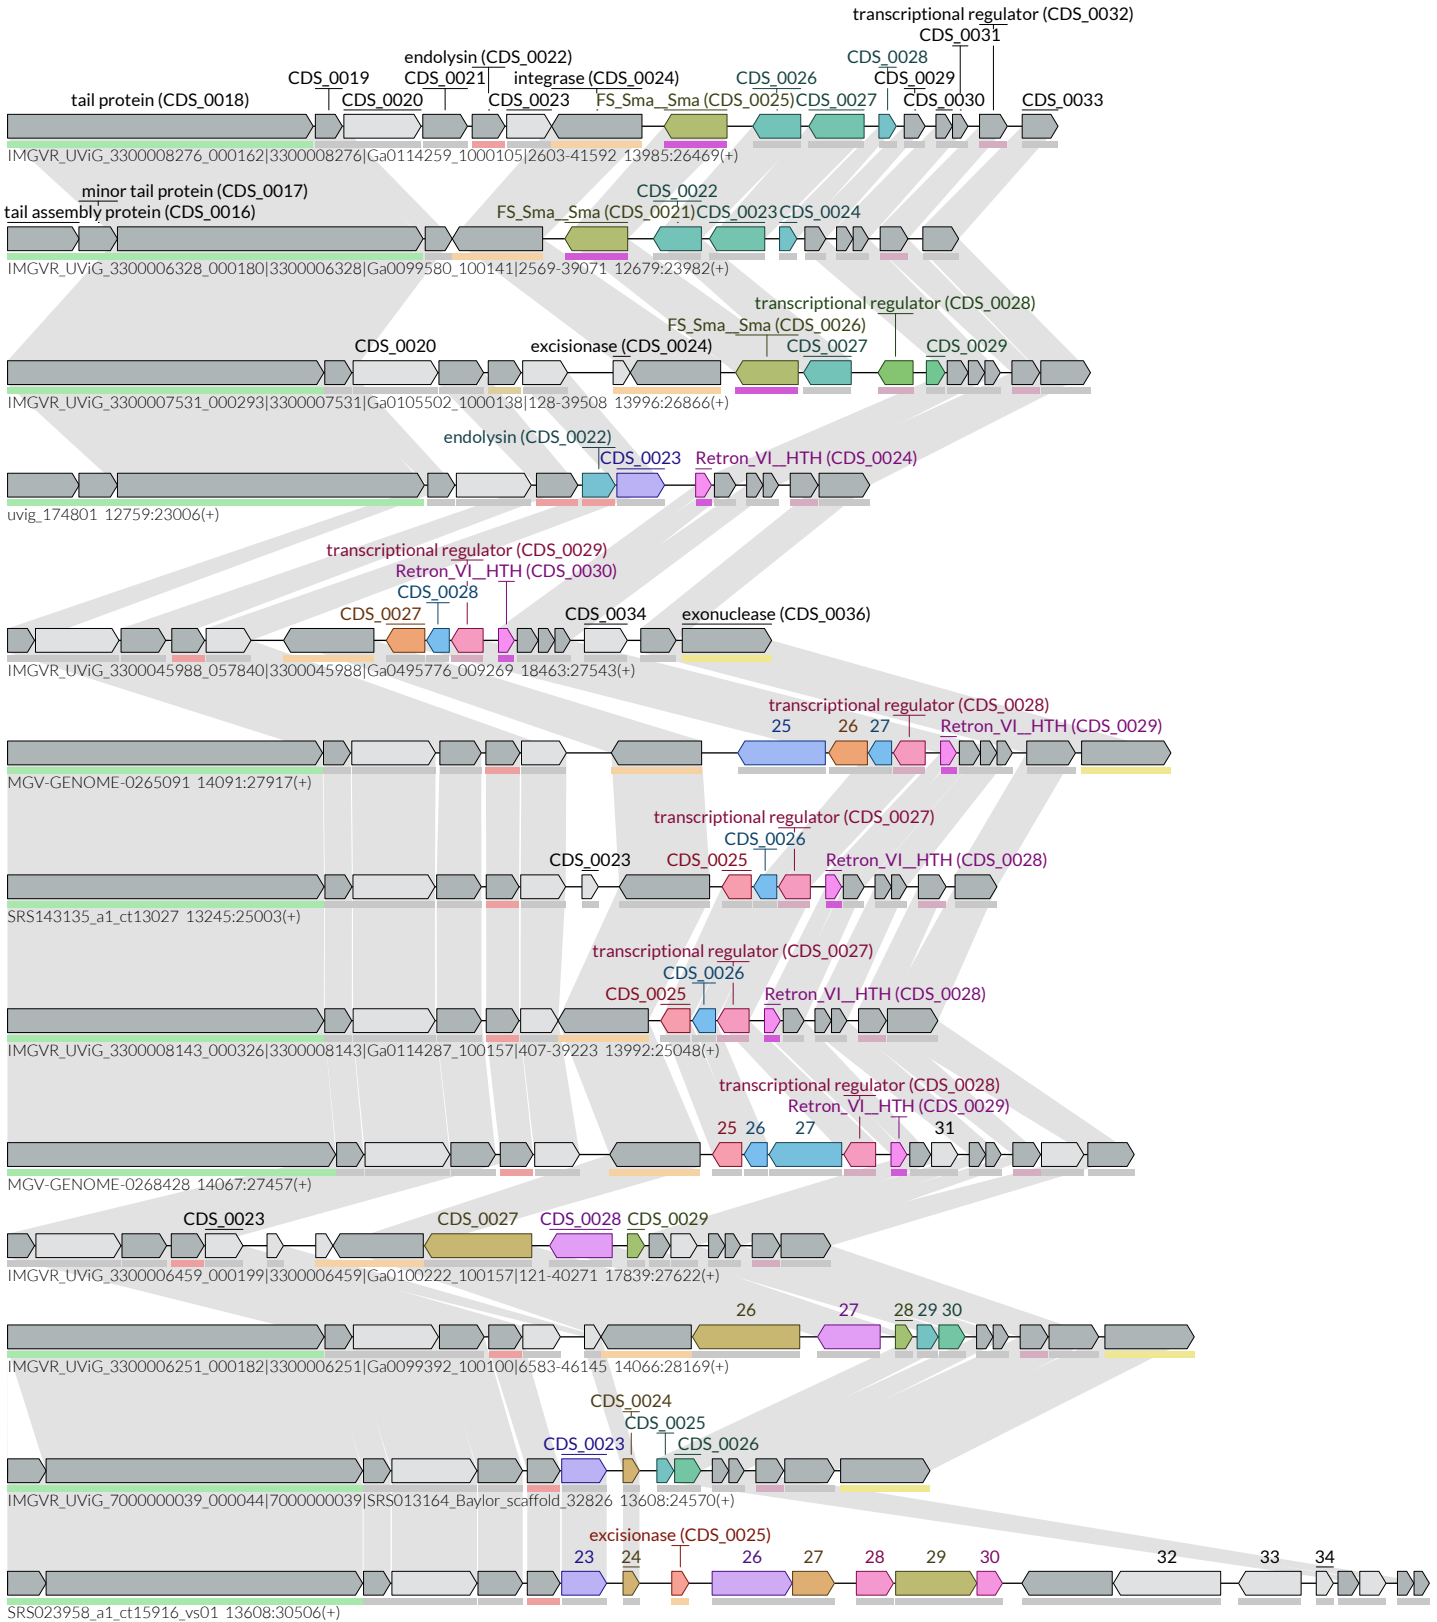 transcriptional regulator (CDS_0032)
CDS_0031
endolysin (CDS_0022) CDS_0028
CDS_0019 CDS_0021 integrase (CDS_0024) CDS_0026 CDS_0029
tail protein (CDS_0018) CDS_0020 CDS_0023 FS_Sma__Sma (CDS_0025) CDS_0027 CDS_0030 CDS_0033
IMGVR_UViG_3300008276_000162|3300008276|Ga0114259_1000105|2603-41592 13985:26469(+)
minor tail protein (CDS_0017) CDS_0022
tail assembly protein (CDS_0016) FS_Sma__Sma (CDS_0021) CDS_0023 CDS_0024
IMGVR_UViG_3300006328_000180|3300006328|Ga0099580_100141|2569-39071 12679:23982(+)
transcriptional regulator (CDS_0028)
FS_Sma__Sma (CDS_0026)
CDS_0020 excisionase (CDS_0024) CDS_0027 CDS_0029
IMGVR_UViG_3300007531_000293|3300007531|Ga0105502_1000138|128-39508 13996:26866(+)
endolysin (CDS_0022)
CDS_0023 Retron_VI__HTH (CDS_0024)
uvig_174801 12759:23006(+)
transcriptional regulator (CDS_0029)
Retron_VI__HTH (CDS_0030)
CDS_0028
CDS_0027 CDS_0034 exonuclease (CDS_0036)
IMGVR_UViG_3300045988_057840|3300045988|Ga0495776_009269 18463:27543(+)
transcriptional regulator (CDS_0028)
25 26 27 Retron_VI__HTH (CDS_0029)
MGV-GENOME-0265091 14091:27917(+)
transcriptional regulator (CDS_0027)
CDS_0026
CDS_0023 CDS_0025 Retron_VI__HTH (CDS_0028)
SRS143135_a1_ct13027 13245:25003(+)
transcriptional regulator (CDS_0027)
CDS_0026
CDS_0025 Retron_VI__HTH (CDS_0028)
IMGVR_UViG_3300008143_000326|3300008143|Ga0114287_100157|407-39223 13992:25048(+)
transcriptional regulator (CDS_0028)
Retron_VI__HTH (CDS_0029)
25 26 27 31
MGV-GENOME-0268428 14067:27457(+)
CDS_0023 CDS_0027 CDS_0028 CDS_0029
IMGVR_UViG_3300006459_000199|3300006459|Ga0100222_100157|121-40271 17839:27622(+)
26 27 28 29 30
IMGVR_UViG_3300006251_000182|3300006251|Ga0099392_100100|6583-46145 14066:28169(+)
CDS_0024
CDS_0025
CDS_0023 CDS_0026
IMGVR_UViG_7000000039_000044|7000000039|SRS013164_Baylor_scaffold_32826 13608:24570(+)
excisionase (CDS_0025)
23 24 26 27 28 29 30 32 33 34
SRS023958_a1_ct15916_vs01 13608:30506(+)